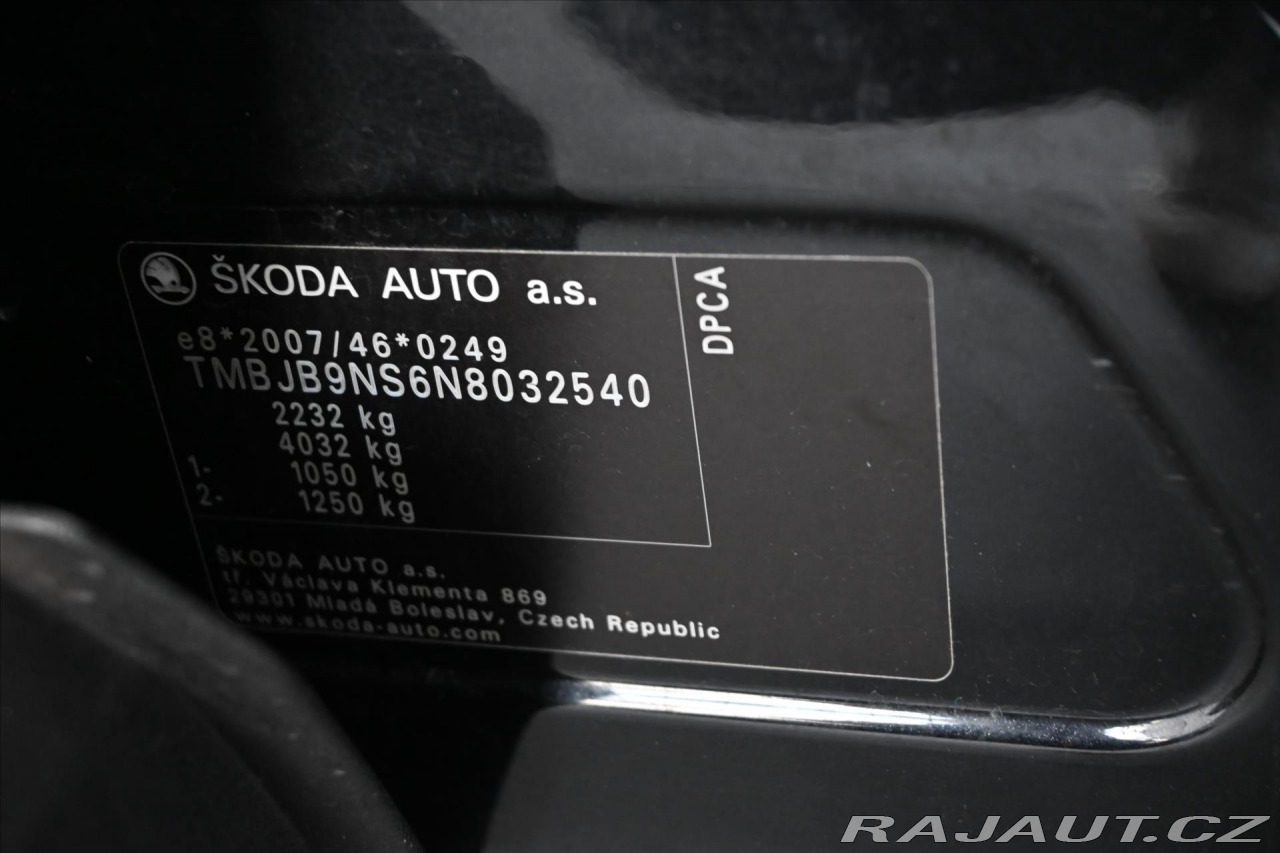 ŠKODA AUTO a.s.
e8*2007/46*0249
TMBJB9NS6N8032540
2232 kg
4032 kg
1- 1050 kg
2- 1250 kg
DPCA
ŠKODA AUTO a.s.
tř. Václava Klementa 869
29301 Mladá Boleslav, Czech Republic
www.skoda-auto.com
RAJAUT.CZ